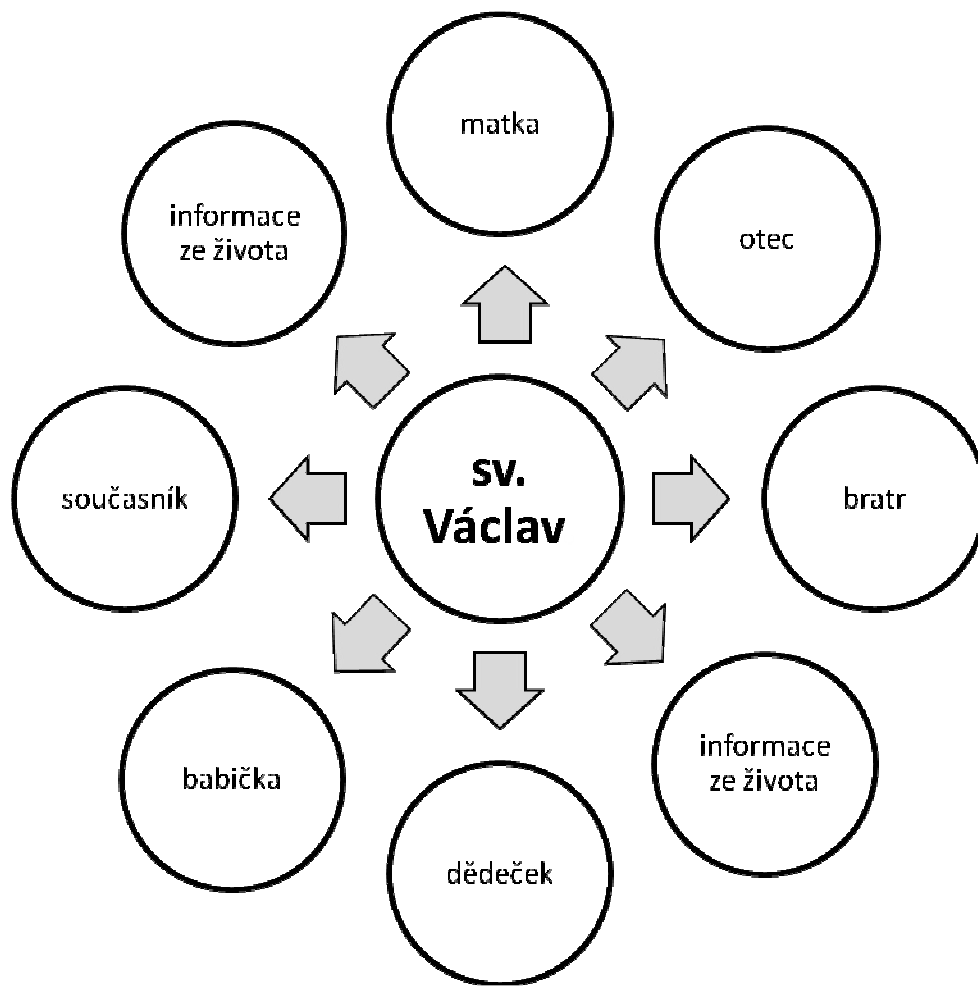 matka
informace
ze života
otec
současník
sv.
Václav
bratr
babička
informace
ze života
dědeček